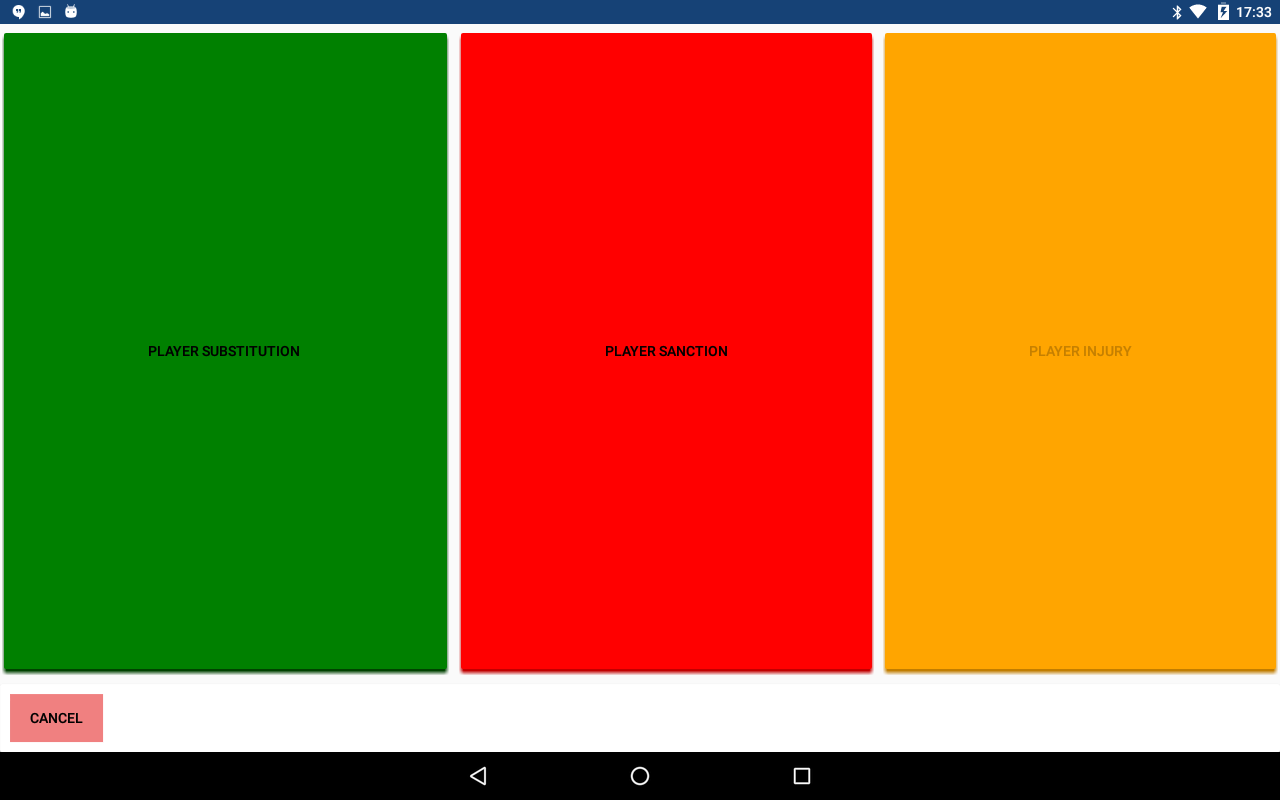 17:33
PLAYER SUBSTITUTION
PLAYER SANCTION
PLAYER INJURY
CANCEL